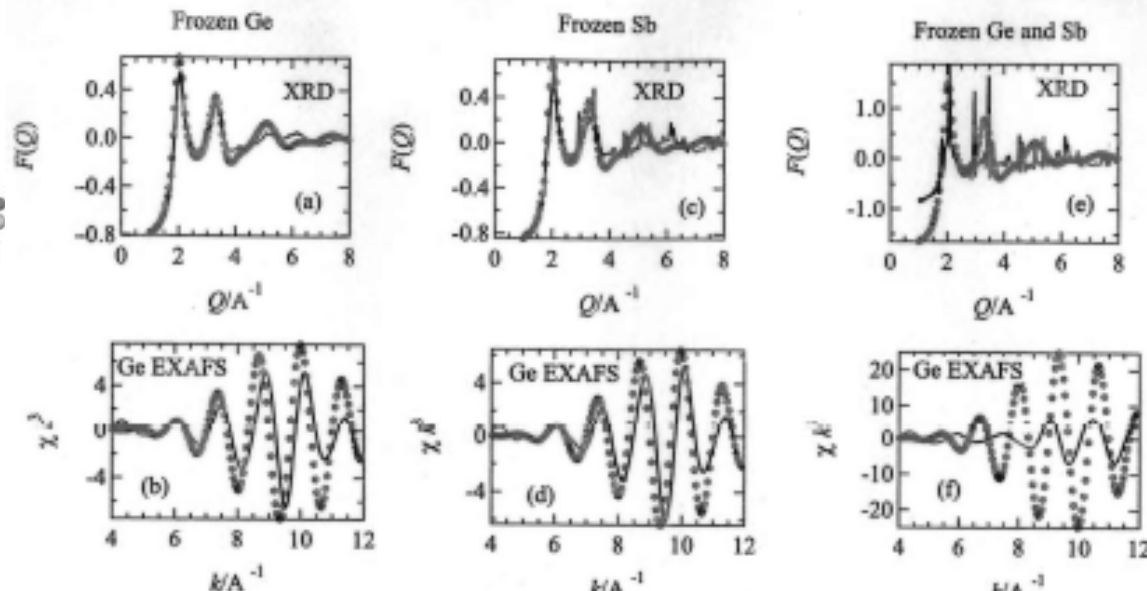 Frozen Ge
Frozen Sb
Frozen Ge and Sb
XRD
F(Q)
0.4
0.0
-0.4
-0.8
(a)
0 2 4 6 8
Q/A⁻¹
XRD
F(Q)
0.4
0.0
-0.4
-0.8
(c)
0 2 4 6 8
Q/A⁻¹
XRD
F(Q)
1.0
0.0
-1.0
(e)
0 2 4 6 8
Q/A⁻¹
Ge EXAFS
4
0
-4
(b)
4 6 8 10 12
k/A⁻¹
Ge EXAFS
χ k³
4
0
-4
(d)
4 6 8 10 12
k/A⁻¹
Ge EXAFS
20
10
0
-10
-20
(f)
4 6 8 10 12